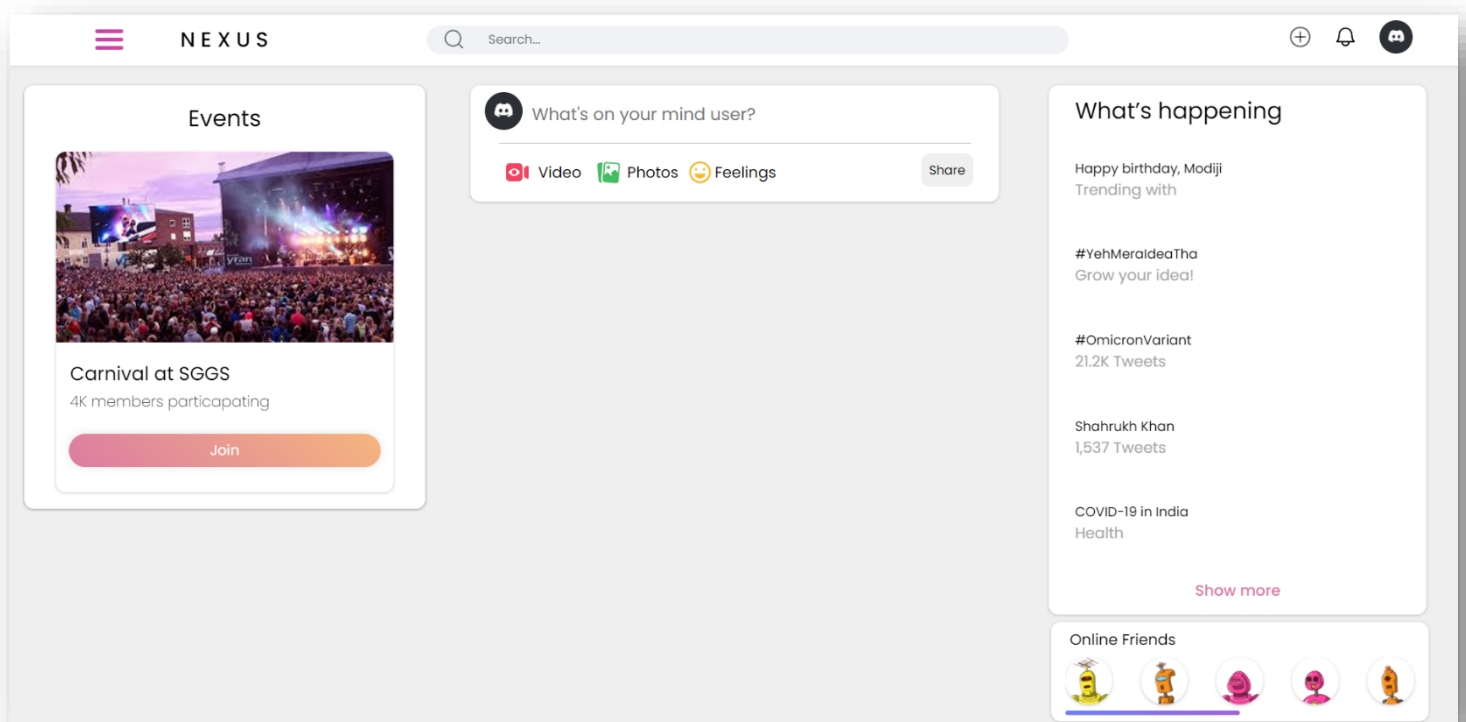 NEXUS
Search...
Events
yran
Carnival at SGGS
4K members particapating
Join
What's on your mind user?
Video Photos Feelings Share
What's happening
Happy birthday, Modiji
Trending with
#YehMeraIdeaTha
Grow your idea!
#OmicronVariant
21.2K Tweets
Shahrukh Khan
1,537 Tweets
COVID-19 in India
Health
Show more
Online Friends